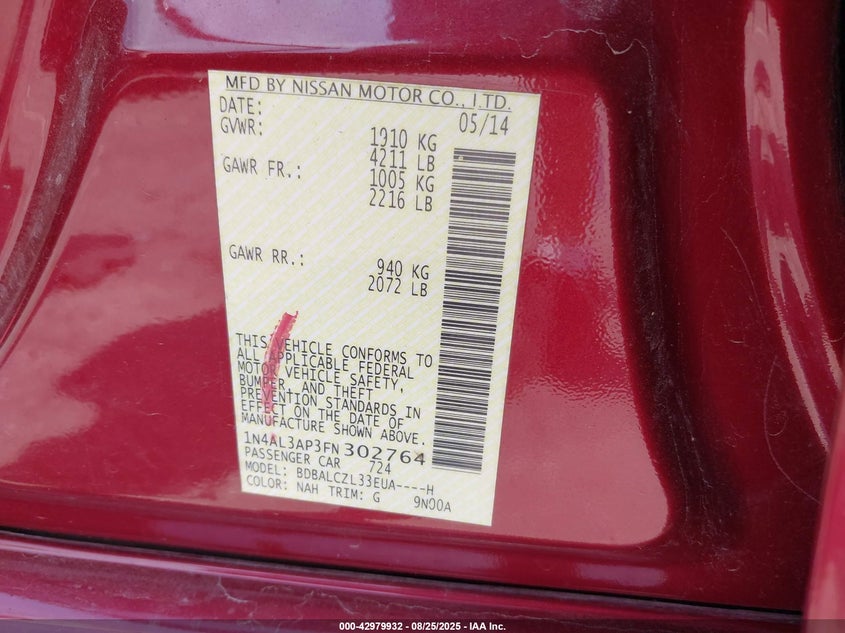 MFD BY NISSAN MOTOR CO., LTD.
DATE: 05/14
GVWR: 1910 KG
4211 LB
GAWR FR.: 1005 KG
2216 LB
GAWR RR.: 940 KG
2072 LB
THIS VEHICLE CONFORMS TO
ALL APPLICABLE FEDERAL
MOTOR VEHICLE SAFETY,
BUMPER, AND THEFT
PREVENTION STANDARDS IN
EFFECT ON THE DATE OF
MANUFACTURE SHOWN ABOVE.
1N4AL3AP3FN302764
PASSENGER CAR 724
MODEL: BDBALCZL33EUA----H
COLOR: NAH TRIM: G 9N00A
000-42979932 - 08/25/2025 - IAA Inc.